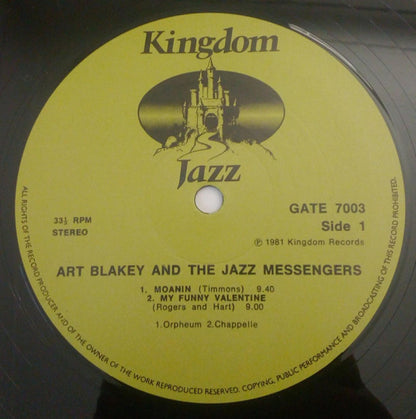 Kingdom
Jazz
33⅓ RPM
STEREO
GATE 7003
Side 1
℗ 1981 Kingdom Records
ART BLAKEY AND THE JAZZ MESSENGERS
1. MOANIN (Timmons) 9.40
2. MY FUNNY VALENTINE
(Rogers and Hart) 9.00
1.Orpheum 2.Chappelle
ALL RIGHTS OF THE RECORD PRODUCER AND OF THE OWNER OF THE WORK REPRODUCED RESERVED. COPYING, PUBLIC PERFORMANCE AND BROADCASTING OF THIS RECORD PROHIBITED.